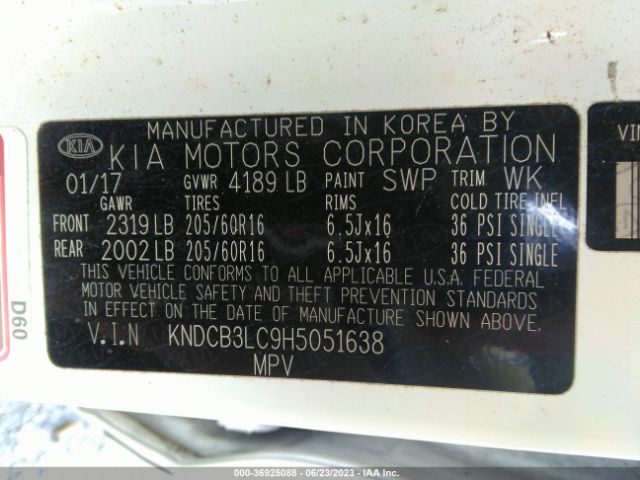 MANUFACTURED IN KOREA BY
KIA KIA MOTORS CORPORATION
01/17 GVWR 4189 LB PAINT SWP TRIM WK
GAWR TIRES RIMS COLD TIRE INFL
FRONT 2319 LB 205/60R16 6.5Jx16 36 PSI SINGLE
REAR 2002 LB 205/60R16 6.5Jx16 36 PSI SINGLE
THIS VEHICLE CONFORMS TO ALL APPLICABLE U.S.A. FEDERAL
MOTOR VEHICLE SAFETY AND THEFT PREVENTION STANDARDS
IN EFFECT ON THE DATE OF MANUFACTURE SHOWN ABOVE.
V.I.N KNDCB3LC9H5051638
MPV
D60
VIN
000-36925088 - 06/23/2023 - IAA Inc.